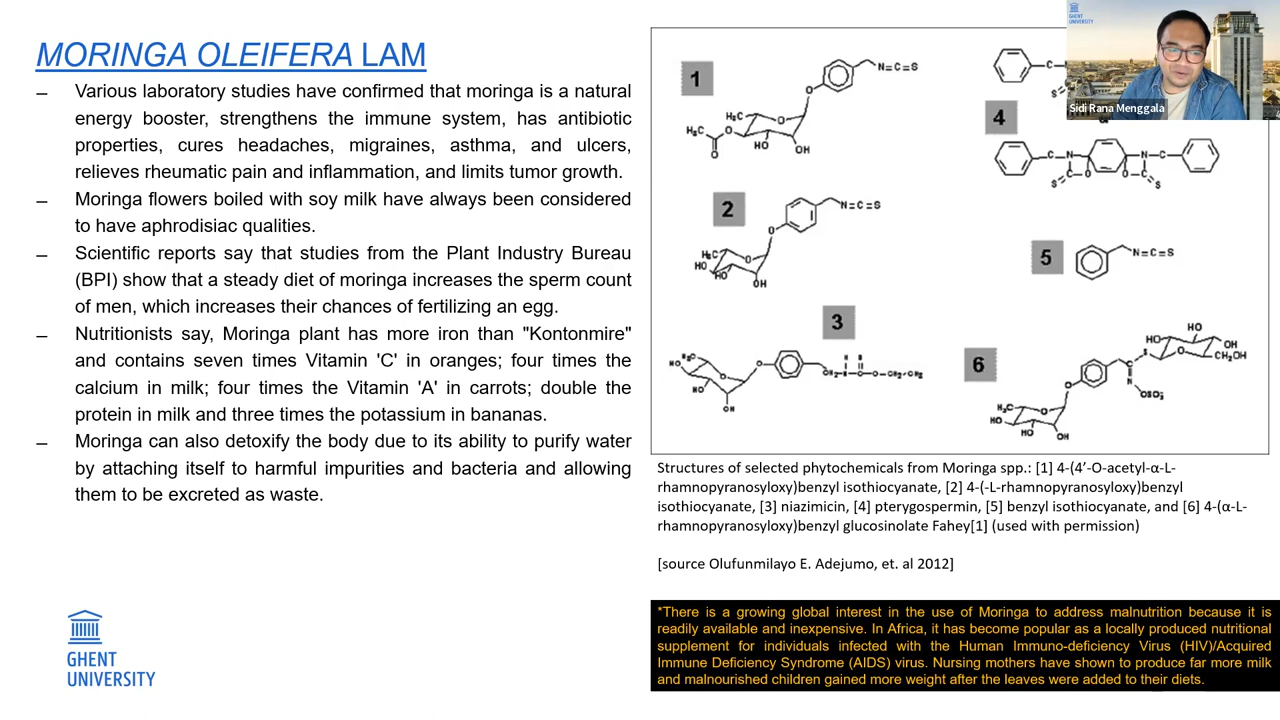 MORINGA OLEIFERA LAM
– Various laboratory studies have confirmed that moringa is a natural
energy booster, strengthens the immune system, has antibiotic
properties, cures headaches, migraines, asthma, and ulcers,
relieves rheumatic pain and inflammation, and limits tumor growth.
– Moringa flowers boiled with soy milk have always been considered
to have aphrodisiac qualities.
– Scientific reports say that studies from the Plant Industry Bureau
(BPI) show that a steady diet of moringa increases the sperm count
of men, which increases their chances of fertilizing an egg.
– Nutritionists say, Moringa plant has more iron than "Kontonmire"
and contains seven times Vitamin 'C' in oranges; four times the
calcium in milk; four times the Vitamin 'A' in carrots; double the
protein in milk and three times the potassium in bananas.
– Moringa can also detoxify the body due to its ability to purify water
by attaching itself to harmful impurities and bacteria and allowing
them to be excreted as waste.
GHENT
UNIVERSITY
1
N=C=S
O
H₃C
O
H₃C
O
O
HO
OH
2
N=C=S
O
H₃C
HO
O
HO
OH
3
H₃C
HO
O
O
HO
OH
4
C
S
C
N
N
C
S
O
O
S
5
N=C=S
6
HO
HO
OH
CH₂OH
S
O
N
O
H₃C
HO
O
HO
OH
GHENT
UNIVERSITY
Sidi Rana Menggala
Structures of selected phytochemicals from Moringa spp.: [1] 4-(4’-O-acetyl-α-L-
rhamnopyranosyloxy)benzyl isothiocyanate, [2] 4-(-L-rhamnopyranosyloxy)benzyl
isothiocyanate, [3] niazimicin, [4] pterygospermin, [5] benzyl isothiocyanate, and [6] 4-(α-L-
rhamnopyranosyloxy)benzyl glucosinolate Fahey[1] (used with permission)
[source Olufunmilayo E. Adejumo, et. al 2012]
*There is a growing global interest in the use of Moringa to address malnutrition because it is
readily available and inexpensive. In Africa, it has become popular as a locally produced nutritional
supplement for individuals infected with the Human Immuno-deficiency Virus (HIV)/Acquired
Immune Deficiency Syndrome (AIDS) virus. Nursing mothers have shown to produce far more milk
and malnourished children gained more weight after the leaves were added to their diets.